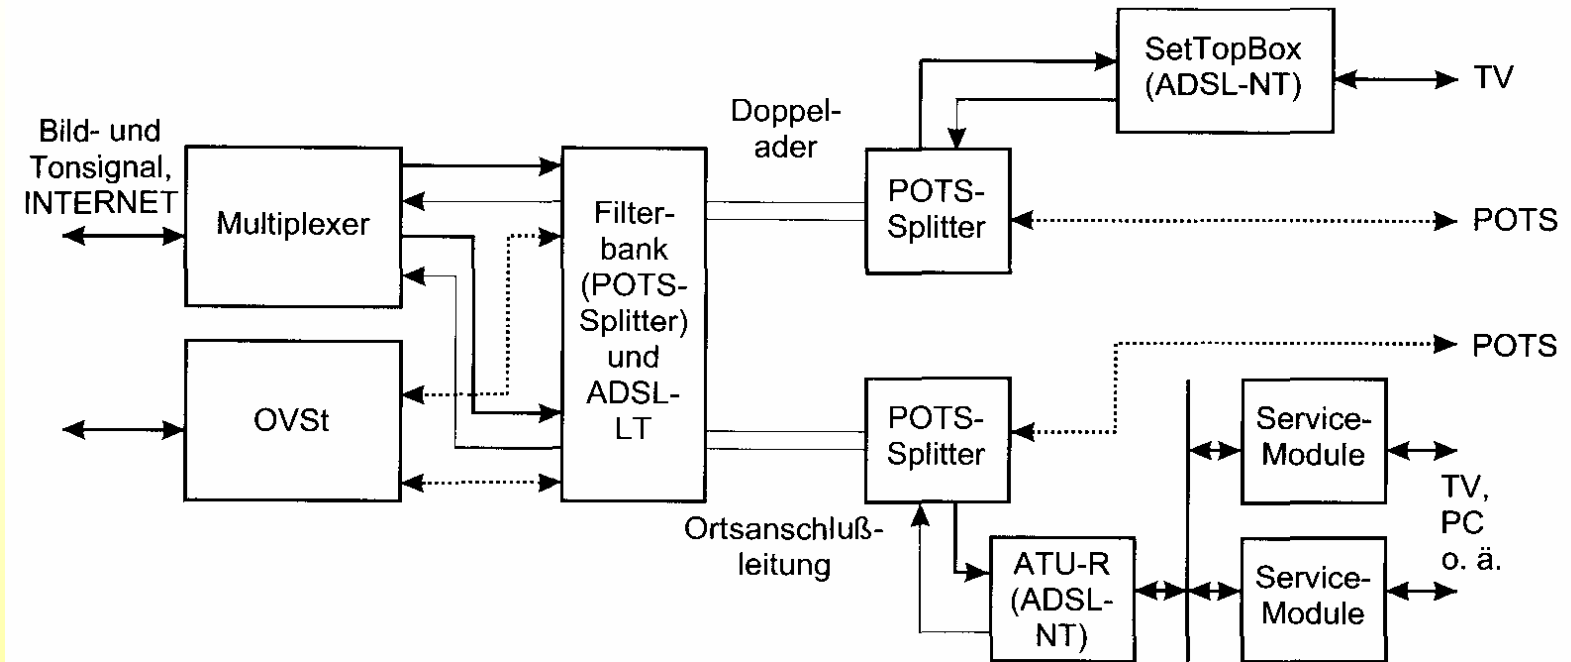 Bild- und
Tonsignal,
INTERNET
Multiplexer
OVSt
Filter-
bank
(POTS-
Splitter)
und
ADSL-
LT
Doppel-
ader
Ortsanschluß-
leitung
POTS-
Splitter
SetTopBox
(ADSL-NT)
TV
POTS
POTS
POTS-
Splitter
ATU-R
(ADSL-
NT)
Service-
Module
Service-
Module
TV,
PC
o. ä.